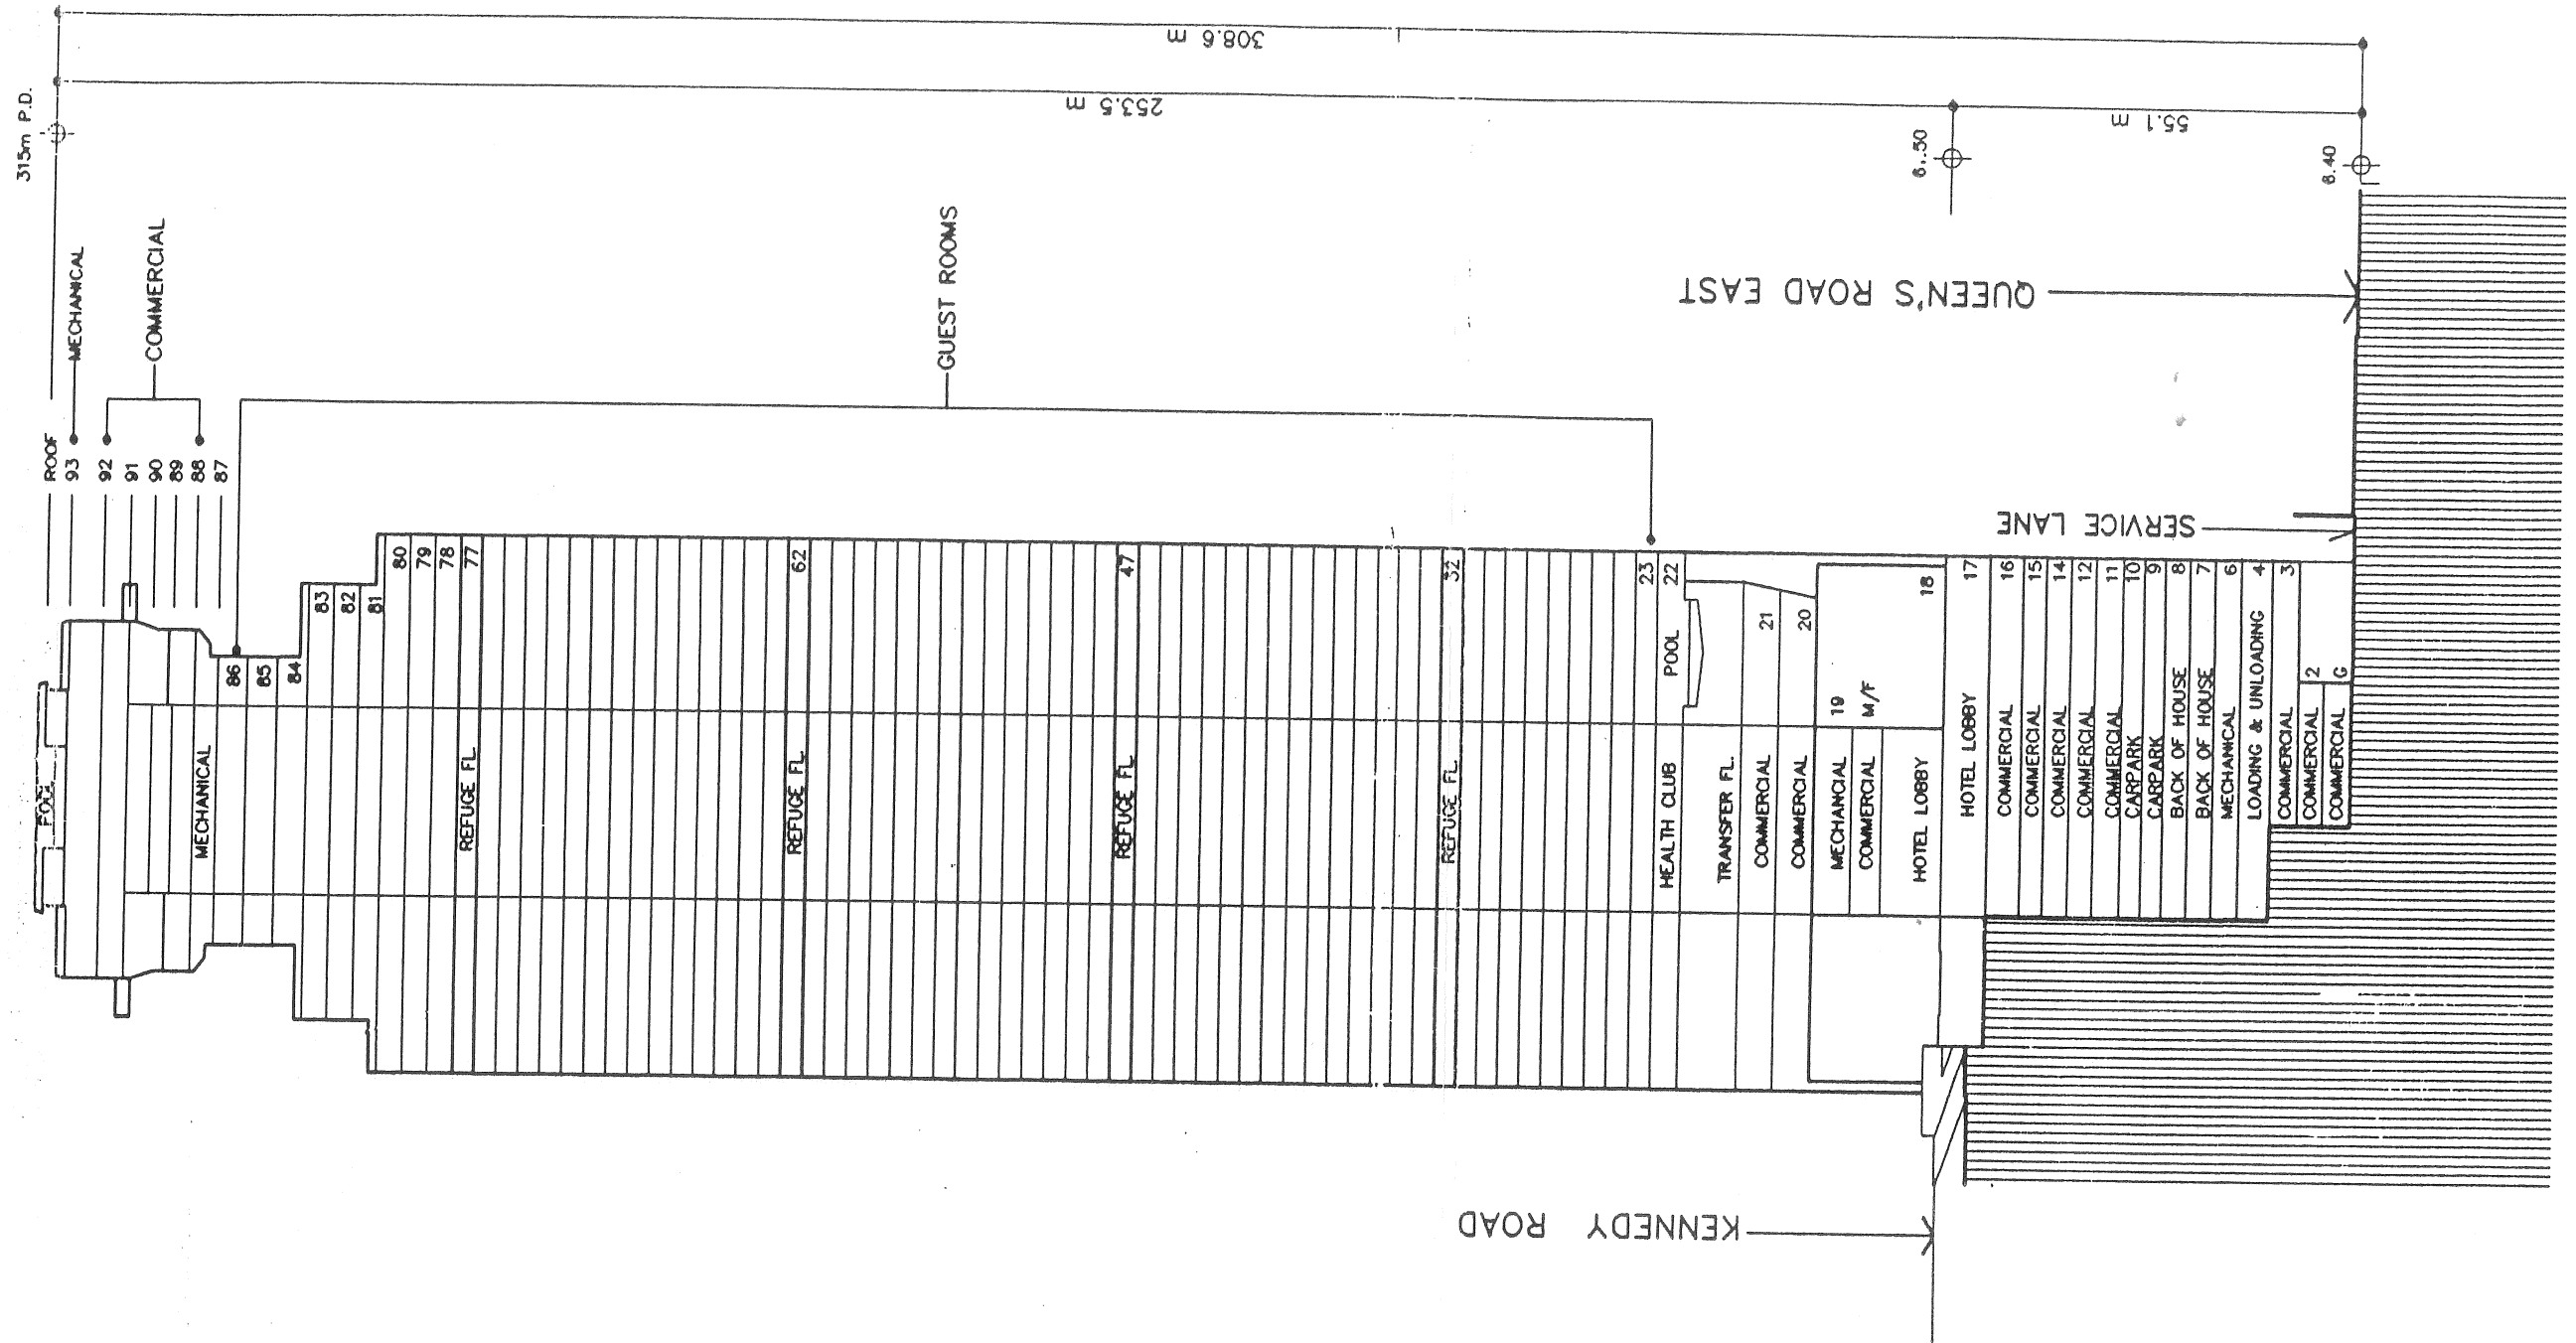 315m P.D.
308.6 m
253.5 m
55.1 m
6..50
6.40
ROOF
93 MECHANICAL
92
91
90
89
88
87
COMMERCIAL
GUEST ROOMS
MECHANICAL
86
85
84
83
82
81
80
79
78
REFUGE FL. 77
REFUGE FL. 62
REFUGE FL. 47
REFUGE FL. 32
23
HEALTH CLUB POOL 22
TRANSFER FL.
COMMERCIAL 21
COMMERCIAL 20
MECHANCIAL 19
COMMERCIAL M/F
HOTEL LOBBY 18
HOTEL LOBBY 17
COMMERCIAL 16
COMMERCIAL 15
COMMERCIAL 14
COMMERCIAL 12
COMMERCIAL 11
CARPARK 10
CARPARK 9
BACK OF HOUSE 8
BACK OF HOUSE 7
MECHANICAL 6
LOADING & UNLOADING 4
COMMERCIAL 3
COMMERCIAL 2
COMMERCIAL G
QUEEN'S ROAD EAST
SERVICE LANE
KENNEDY ROAD